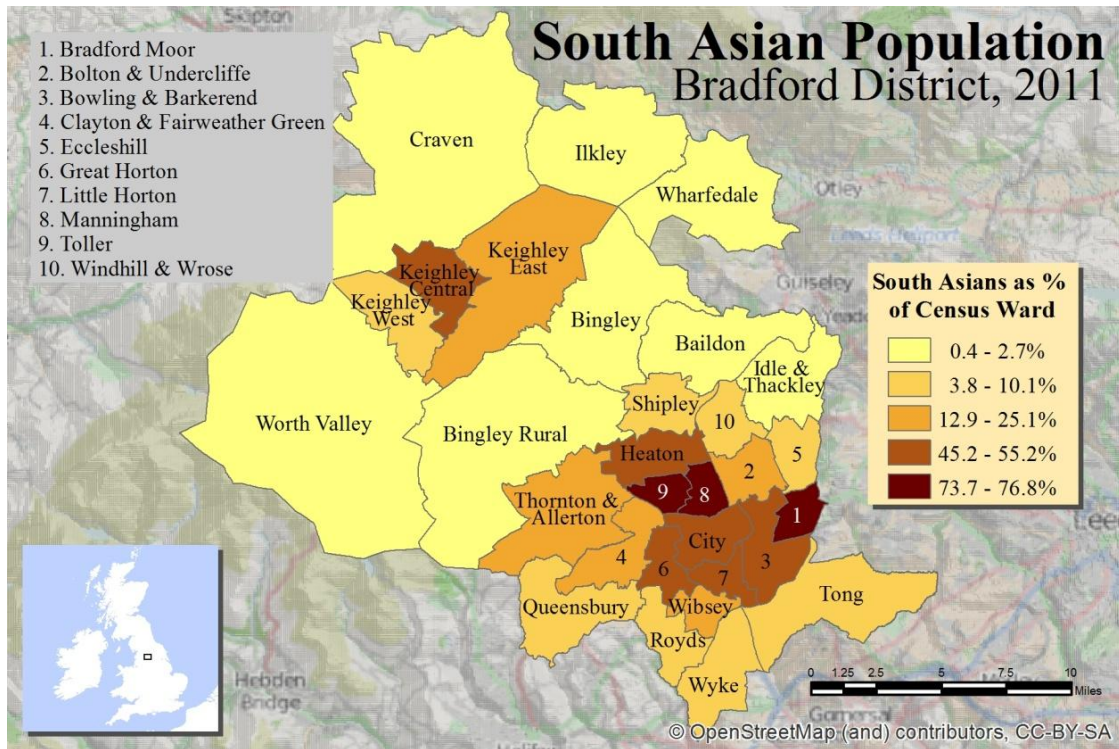 South Asian Population
Bradford District, 2011
1. Bradford Moor
2. Bolton & Undercliffe
3. Bowling & Barkerend
4. Clayton & Fairweather Green
5. Eccleshill
6. Great Horton
7. Little Horton
8. Manningham
9. Toller
10. Windhill & Wrose
Skipton
Craven
Ilkley
Wharfedale
Otley
Leeds
Guiseley
Keighley
East
Keighley
Central
Keighley
West
Bingley
Baildon
Idle &
Thackley
Worth Valley
Bingley Rural
Shipley
10
5
Heaton
2
9
8
1
Thornton &
Allerton
City
4
6
7
3
Queensbury
Wibsey
Tong
Royds
Wyke
South Asians as %
of Census Ward
0.4 - 2.7%
3.8 - 10.1%
12.9 - 25.1%
45.2 - 55.2%
73.7 - 76.8%
Hebden
Bridge
0 1.25 2.5 5 7.5 10
Miles
Gomersal
© OpenStreetMap (and) contributors, CC-BY-SA